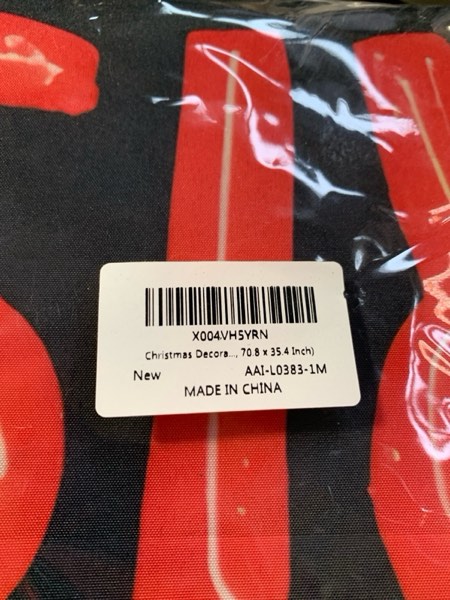 X004VH5YRN
Christmas Decora..., 70.8 x 35.4 Inch)
New AAI-L0383-1M
MADE IN CHINA